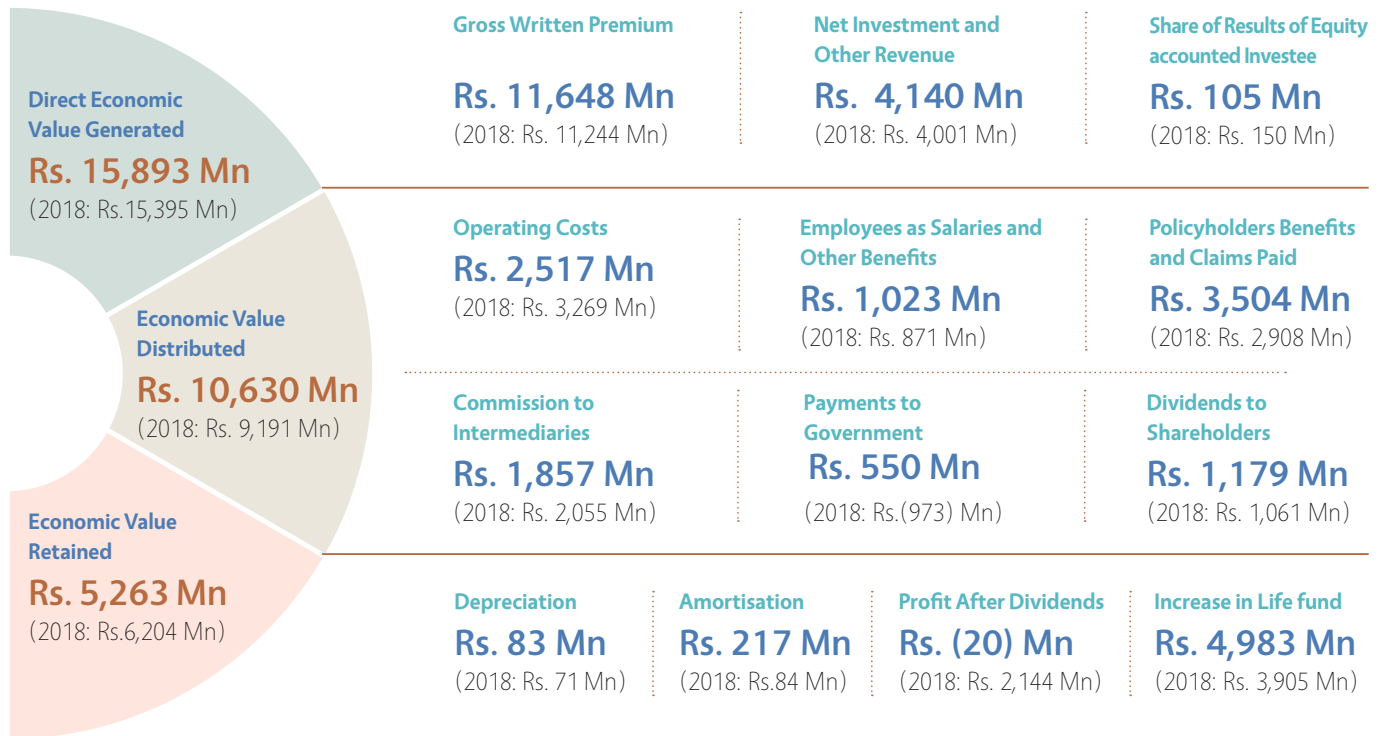 Direct Economic
Value Generated
Rs. 15,893 Mn
(2018: Rs.15,395 Mn)
Gross Written Premium
Rs. 11,648 Mn
(2018: Rs. 11,244 Mn)
Net Investment and
Other Revenue
Rs. 4,140 Mn
(2018: Rs. 4,001 Mn)
Share of Results of Equity
accounted Investee
Rs. 105 Mn
(2018: Rs. 150 Mn)
Economic Value
Distributed
Rs. 10,630 Mn
(2018: Rs. 9,191 Mn)
Operating Costs
Rs. 2,517 Mn
(2018: Rs. 3,269 Mn)
Employees as Salaries and
Other Benefits
Rs. 1,023 Mn
(2018: Rs. 871 Mn)
Policyholders Benefits
and Claims Paid
Rs. 3,504 Mn
(2018: Rs. 2,908 Mn)
Commission to
Intermediaries
Rs. 1,857 Mn
(2018: Rs. 2,055 Mn)
Payments to
Government
Rs. 550 Mn
(2018: Rs.(973) Mn)
Dividends to
Shareholders
Rs. 1,179 Mn
(2018: Rs. 1,061 Mn)
Economic Value
Retained
Rs. 5,263 Mn
(2018: Rs.6,204 Mn)
Depreciation
Rs. 83 Mn
(2018: Rs. 71 Mn)
Amortisation
Rs. 217 Mn
(2018: Rs.84 Mn)
Profit After Dividends
Rs. (20) Mn
(2018: Rs. 2,144 Mn)
Increase in Life fund
Rs. 4,983 Mn
(2018: Rs. 3,905 Mn)